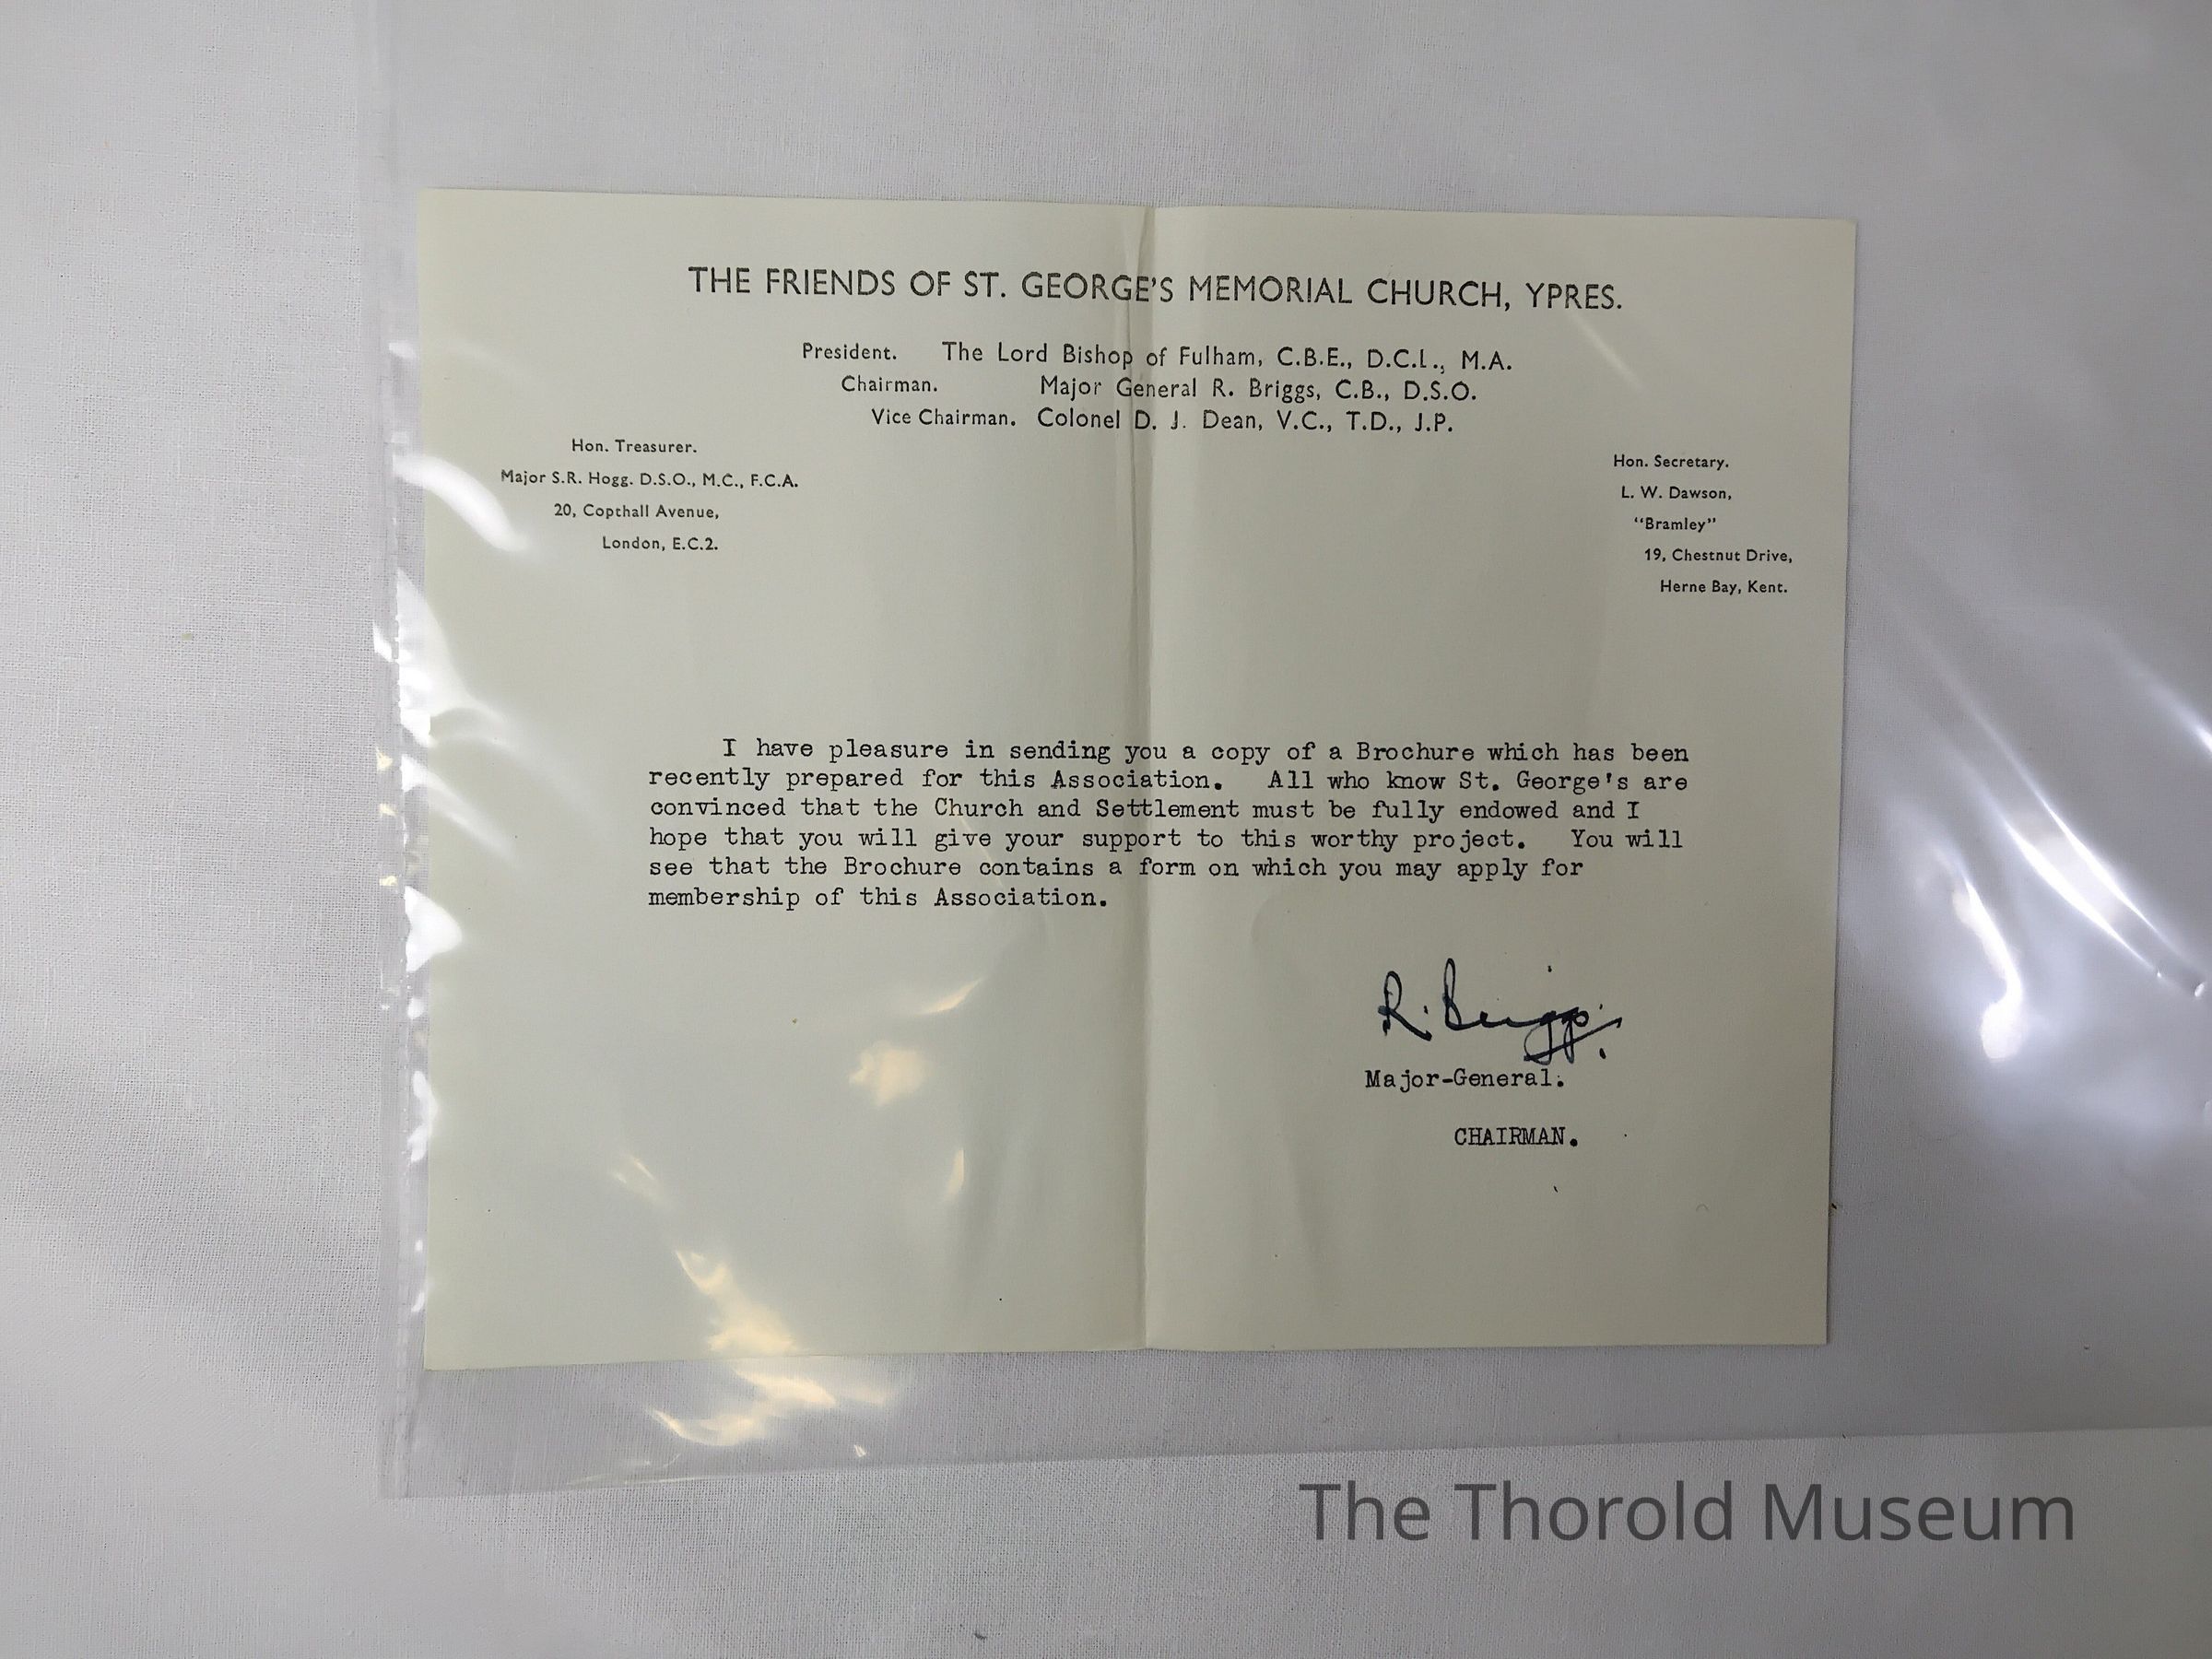 THE FRIENDS OF ST. GEORGE'S MEMORIAL CHURCH, YPRES.
President. The Lord Bishop of Fulham, C.B.E., D.C.L., M.A.
Chairman. Major General R. Briggs, C.B., D.S.O.
Vice Chairman. Colonel D. J. Dean, V.C., T.D., J.P.
Hon. Treasurer.
Major S.R. Hogg. D.S.O., M.C., F.C.A.
20, Copthall Avenue,
London, E.C.2.
Hon. Secretary.
L. W. Dawson,
"Bramley"
19, Chestnut Drive,
Herne Bay, Kent.
I have pleasure in sending you a copy of a Brochure which has been
recently prepared for this Association. All who know St. George's are
convinced that the Church and Settlement must be fully endowed and I
hope that you will give your support to this worthy project. You will
see that the Brochure contains a form on which you may apply for
membership of this Association.
R. Briggs.
Major-General.
CHAIRMAN.
The Thorold Museum